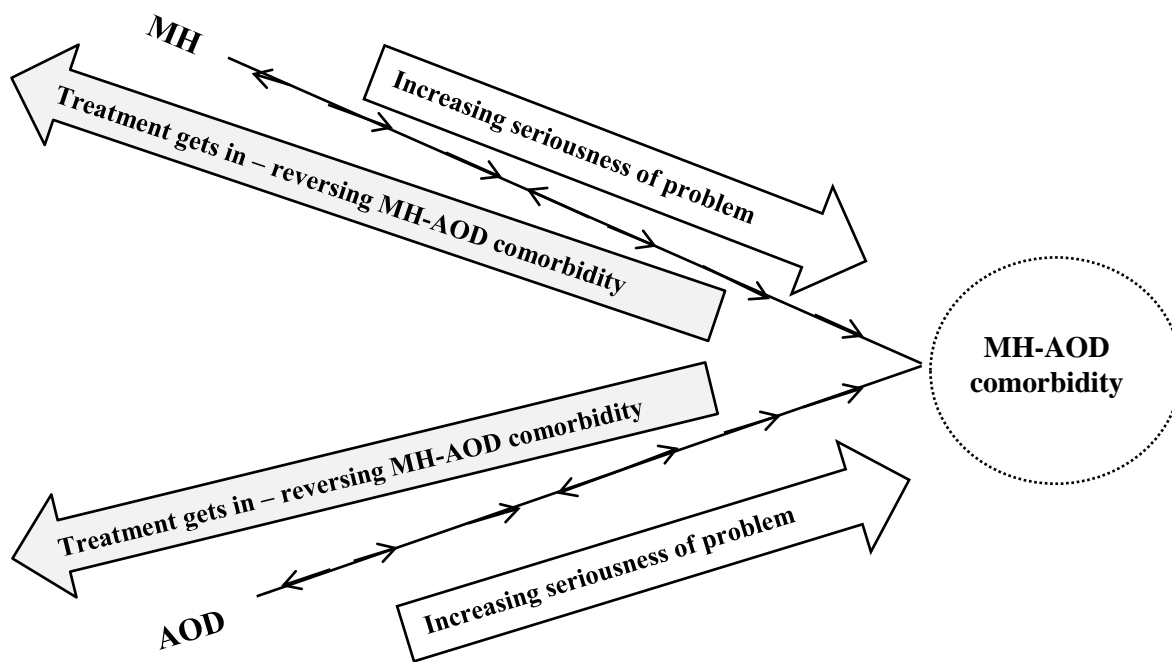 MH
Increasing seriousness of problem
Treatment gets in – reversing MH-AOD comorbidity
MH-AOD
comorbidity
Treatment gets in – reversing MH-AOD comorbidity
Increasing seriousness of problem
AOD